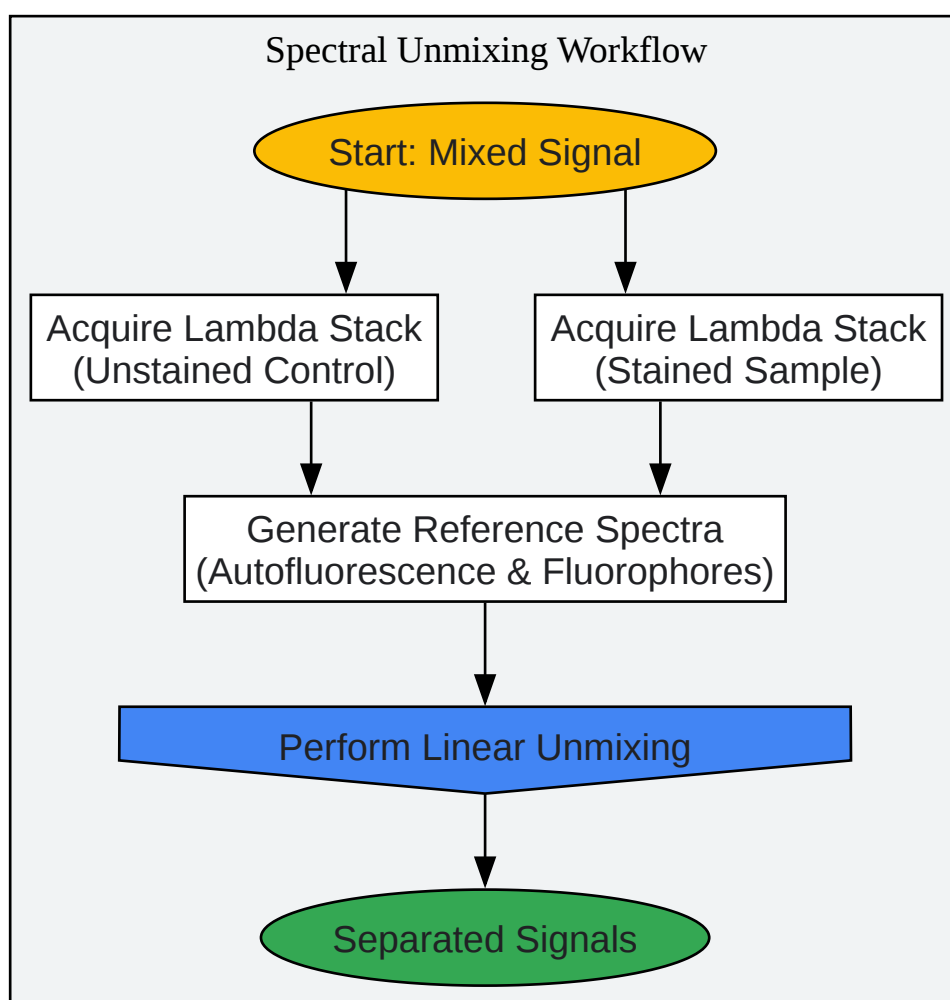 Spectral Unmixing Workflow
Start: Mixed Signal
Acquire Lambda Stack
(Unstained Control)
Acquire Lambda Stack
(Stained Sample)
Generate Reference Spectra
(Autofluorescence & Fluorophores)
Perform Linear Unmixing
Separated Signals